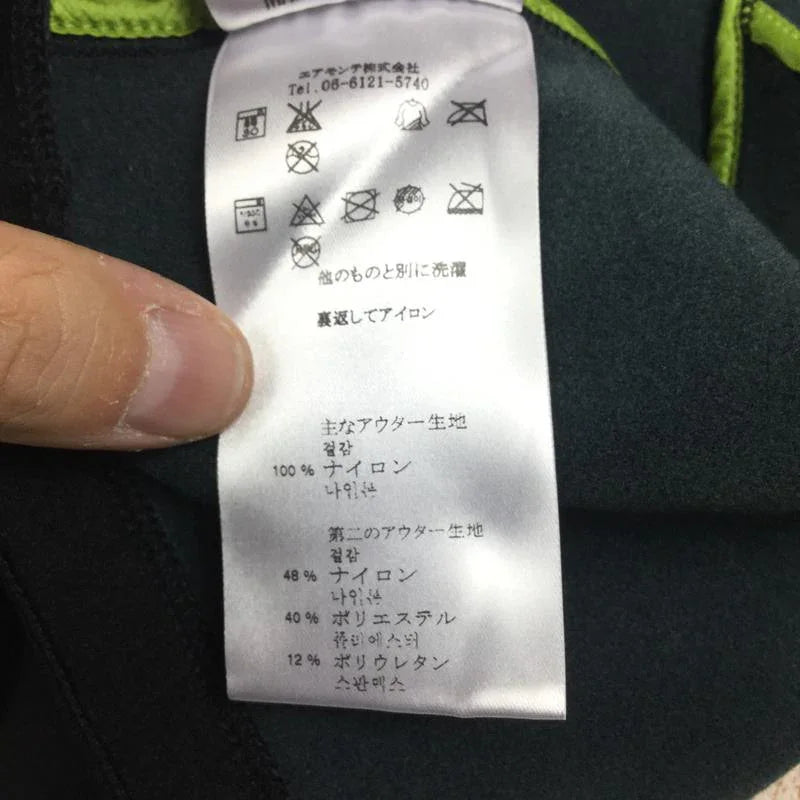 エアモンテ株式会社
Tel.06-6121-5740
30
他のものと別に洗濯
裏返してアイロン
主なアウター生地
겉감
100 % ナイロン
나일론
第二のアウター生地
겉감
48 % ナイロン
나일론
40 % ポリエステル
폴리에스터
12 % ポリウレタン
스판덱스